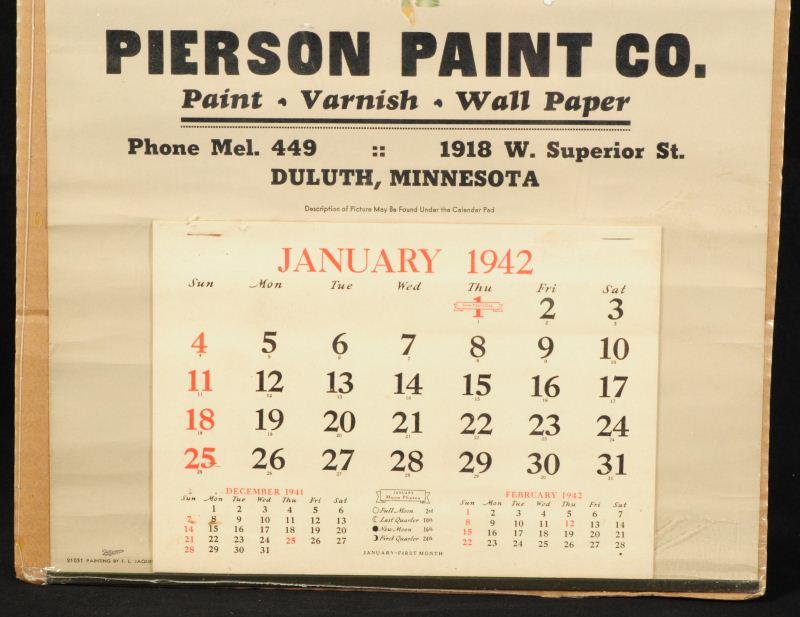 PIERSON PAINT CO.
Paint • Varnish • Wall Paper
Phone Mel. 449 :: 1918 W. Superior St.
DULUTH, MINNESOTA
Description of Picture May Be Found Under the Calendar Pad
JANUARY 1942
Sun Mon Tue Wed Thu Fri Sat
New Year's Day
1 2 3
4 5 6 7 8 9 10
11 12 13 14 15 16 17
18 19 20 21 22 23 24
25 26 27 28 29 30 31
DECEMBER 1941
Sun Mon Tue Wed Thu Fri Sat
1 2 3 4 5 6
7 8 9 10 11 12 13
14 15 16 17 18 19 20
21 22 23 24 25 26 27
28 29 30 31
JANUARY
Moon Phases
Full Moon 2nd
Last Quarter 10th
New Moon 16th
First Quarter 24th
JANUARY-FIRST MONTH
FEBRUARY 1942
Sun Mon Tue Wed Thu Fri Sat
1 2 3 4 5 6 7
8 9 10 11 12 13 14
15 16 17 18 19 20 21
22 23 24 25 26 27 28
21051 PAINTING BY F. L. JAQUE